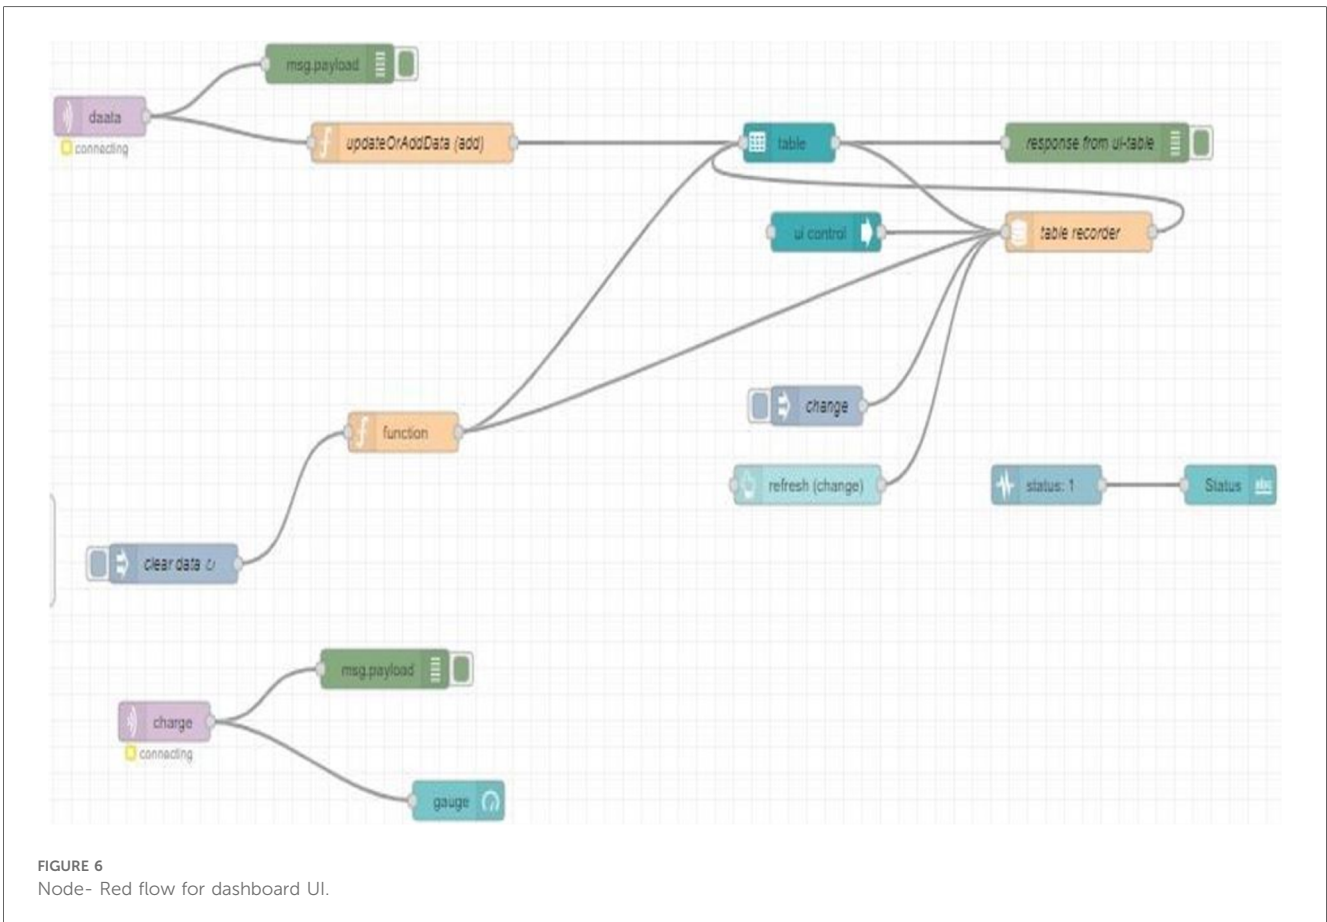 msg.payload
daata
connecting
updateOrAddData (add)
table
response from ui-table
ui control
table recorder
change
function
refresh (change)
status: 1
Status
abc
clear data ↻
msg.payload
charge
connecting
gauge
FIGURE 6
Node- Red flow for dashboard UI.